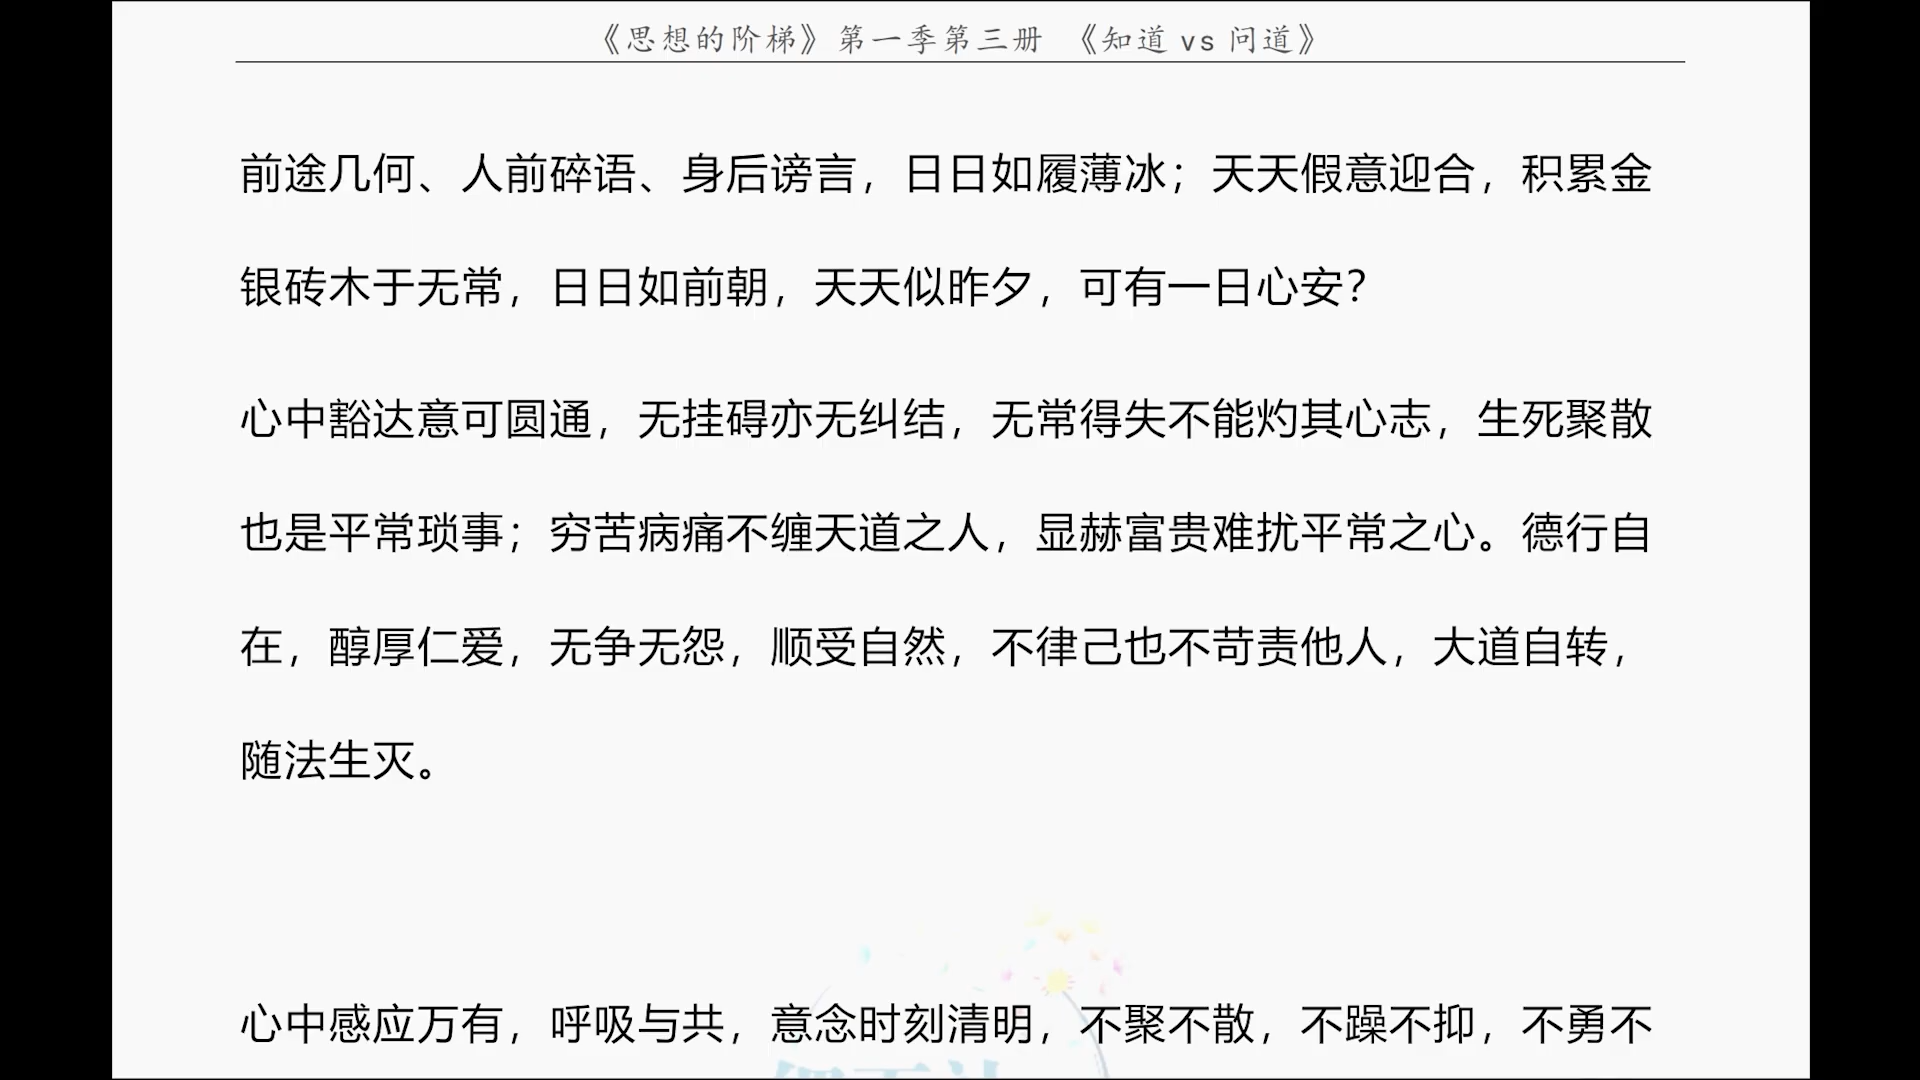 《思想的阶梯》第一季第三册 《知道 vs 问道》
前途几何、人前碎语、身后谤言，日日如履薄冰；天天假意迎合，积累金
银砖木于无常，日日如前朝，天天似昨夕，可有一日心安？
心中豁达意可圆通，无挂碍亦无纠结，无常得失不能灼其心志，生死聚散
也是平常琐事；穷苦病痛不缠天道之人，显赫富贵难扰平常之心。德行自
在，醇厚仁爱，无争无怨，顺受自然，不律己也不苛责他人，大道自转，
随法生灭。
心中感应万有，呼吸与共，意念时刻清明，不聚不散，不躁不抑，不勇不